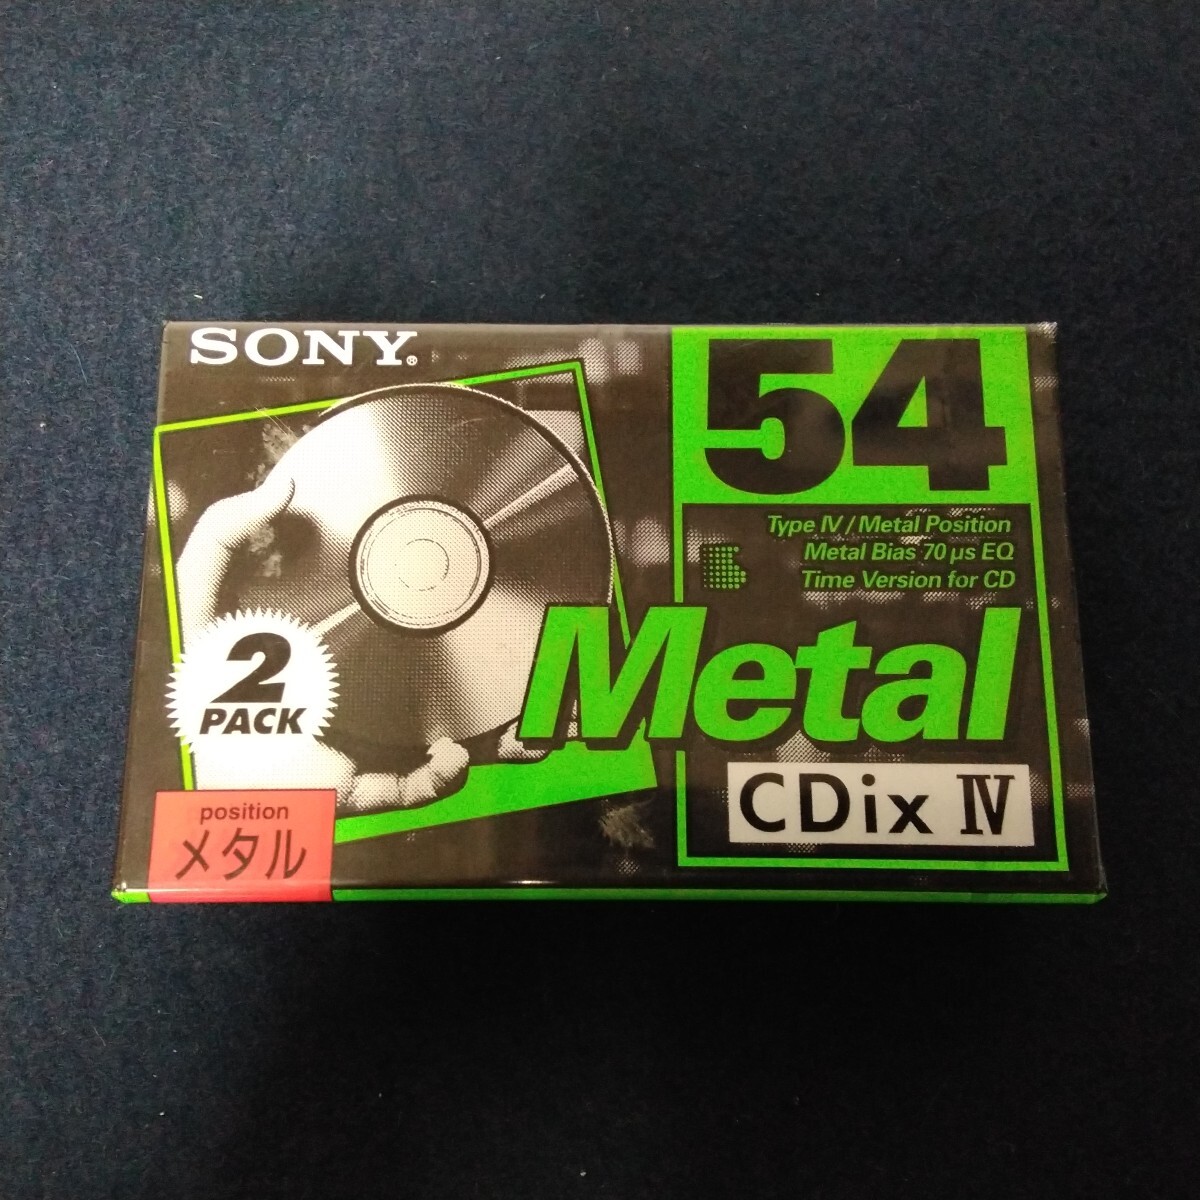 SONY®
54
Type IV/Metal Position
Metal Bias 70 μs EQ
Time Version for CD
Metal
CDix IV
2
PACK
position
メタル